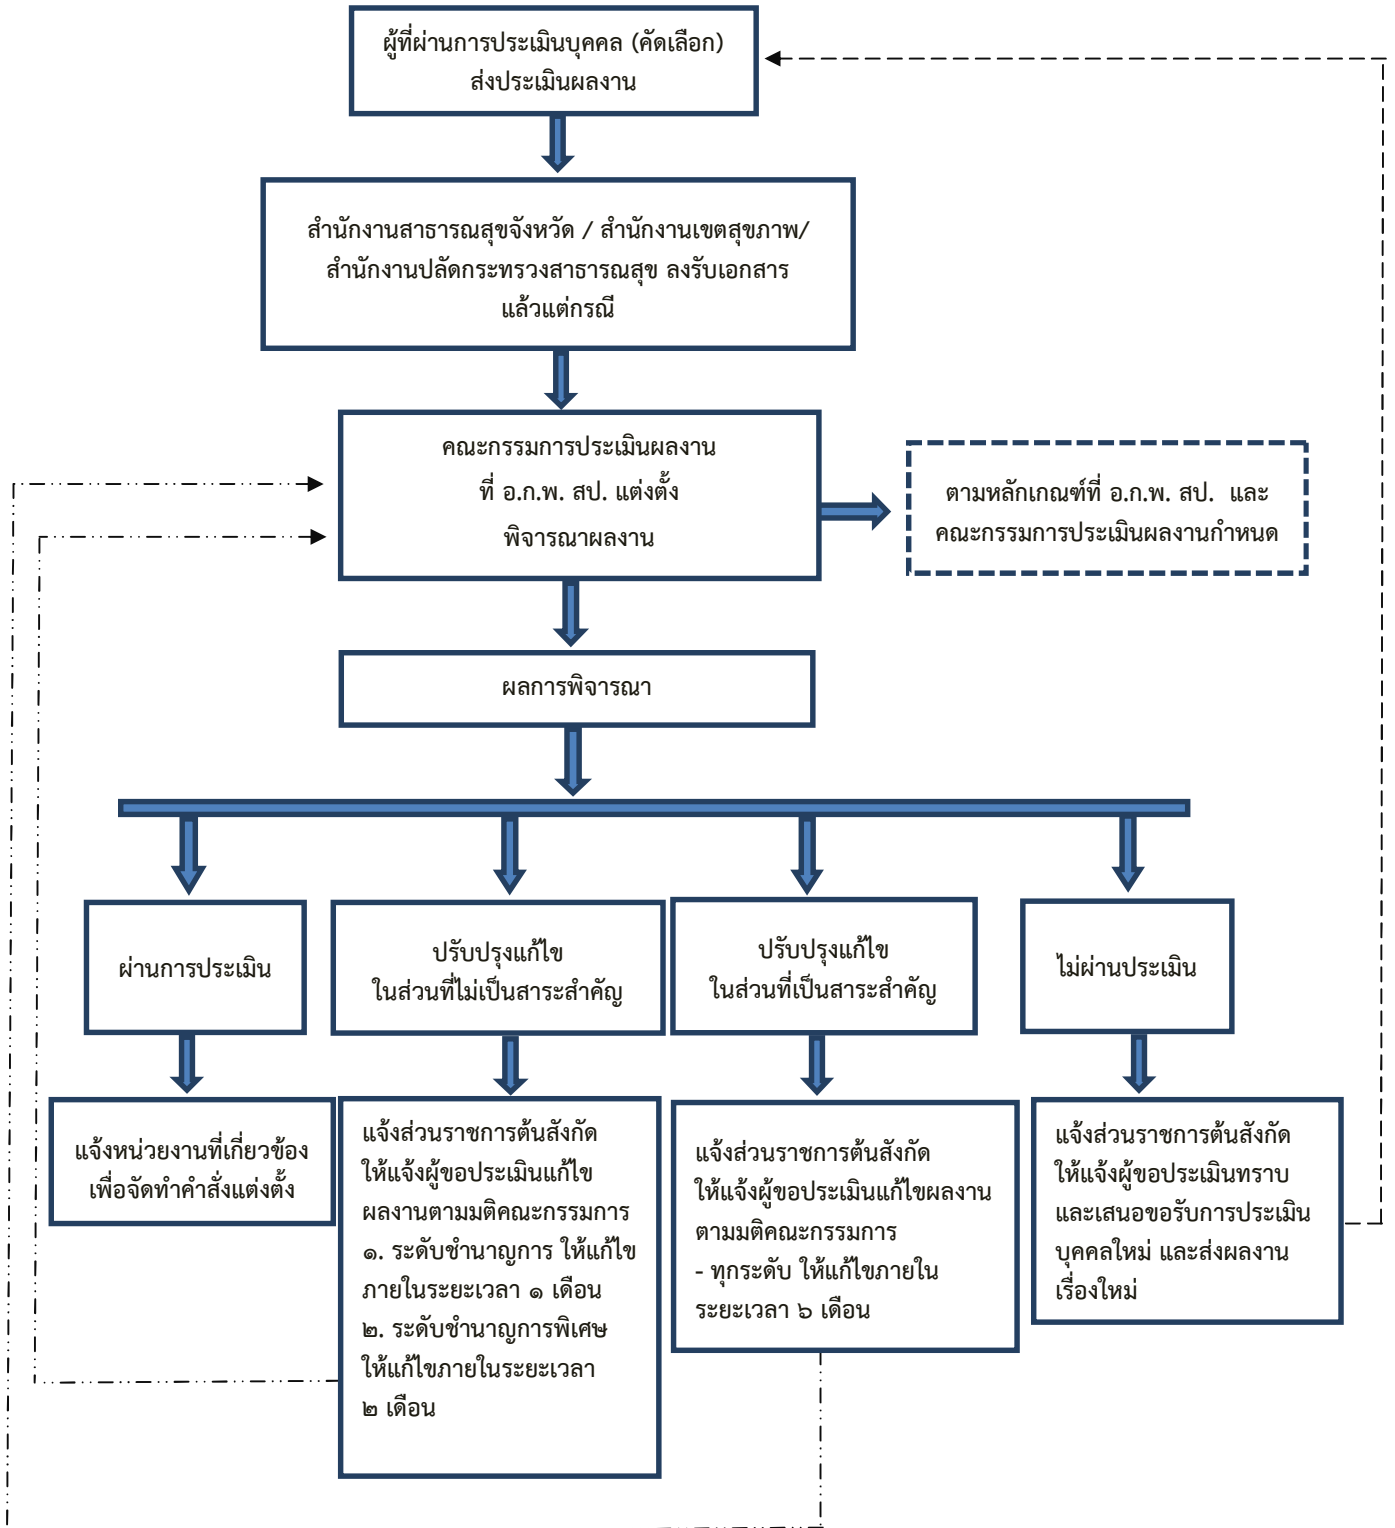 ผู้ที่ผ่านการประเมินบุคคล (คัดเลือก)
ส่งประเมินผลงาน
สำนักงานสาธารณสุขจังหวัด / สำนักงานเขตสุขภาพ/
สำนักงานปลัดกระทรวงสาธารณสุข ลงรับเอกสาร
แล้วแต่กรณี
คณะกรรมการประเมินผลงาน
ที่ อ.ก.พ. สป. แต่งตั้ง
พิจารณาผลงาน
ตามหลักเกณฑ์ที่ อ.ก.พ. สป. และ
คณะกรรมการประเมินผลงานกำหนด
ผลการพิจารณา
ผ่านการประเมิน
ปรับปรุงแก้ไข
ในส่วนที่ไม่เป็นสาระสำคัญ
ปรับปรุงแก้ไข
ในส่วนที่เป็นสาระสำคัญ
ไม่ผ่านประเมิน
แจ้งหน่วยงานที่เกี่ยวข้อง
เพื่อจัดทำคำสั่งแต่งตั้ง
แจ้งส่วนราชการต้นสังกัด
ให้แจ้งผู้ขอประเมินแก้ไข
ผลงานตามมติคณะกรรมการ
๑. ระดับชำนาญการ ให้แก้ไข
ภายในระยะเวลา ๑ เดือน
๒. ระดับชำนาญการพิเศษ
ให้แก้ไขภายในระยะเวลา
๒ เดือน
แจ้งส่วนราชการต้นสังกัด
ให้แจ้งผู้ขอประเมินแก้ไขผลงาน
ตามมติคณะกรรมการ
- ทุกระดับ ให้แก้ไขภายใน
ระยะเวลา ๖ เดือน
แจ้งส่วนราชการต้นสังกัด
ให้แจ้งผู้ขอประเมินทราบ
และเสนอขอรับการประเมิน
บุคคลใหม่ และส่งผลงาน
เรื่องใหม่